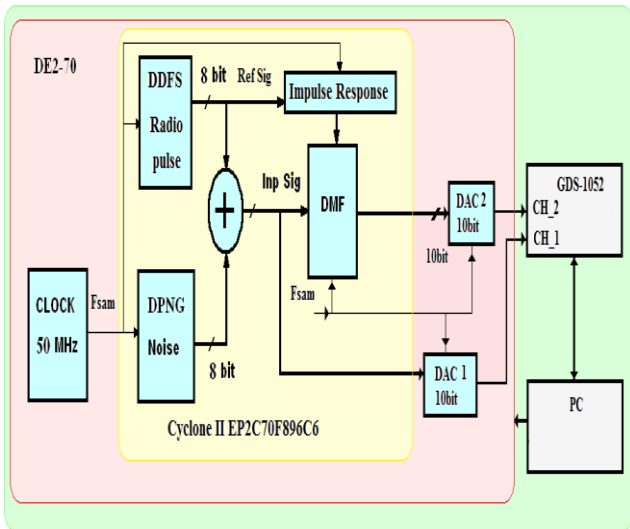 DE2-70
DDFS
Radio
pulse
8 bit
Ref Sig
Impulse Response
Inp Sig
+
DMF
DAC 2
10bit
GDS-1052
CH_2
CH_1
10bit
CLOCK
50 MHz
Fsam
DPNG
Noise
8 bit
Fsam
DAC 1
10bit
PC
Cyclone II EP2C70F896C6